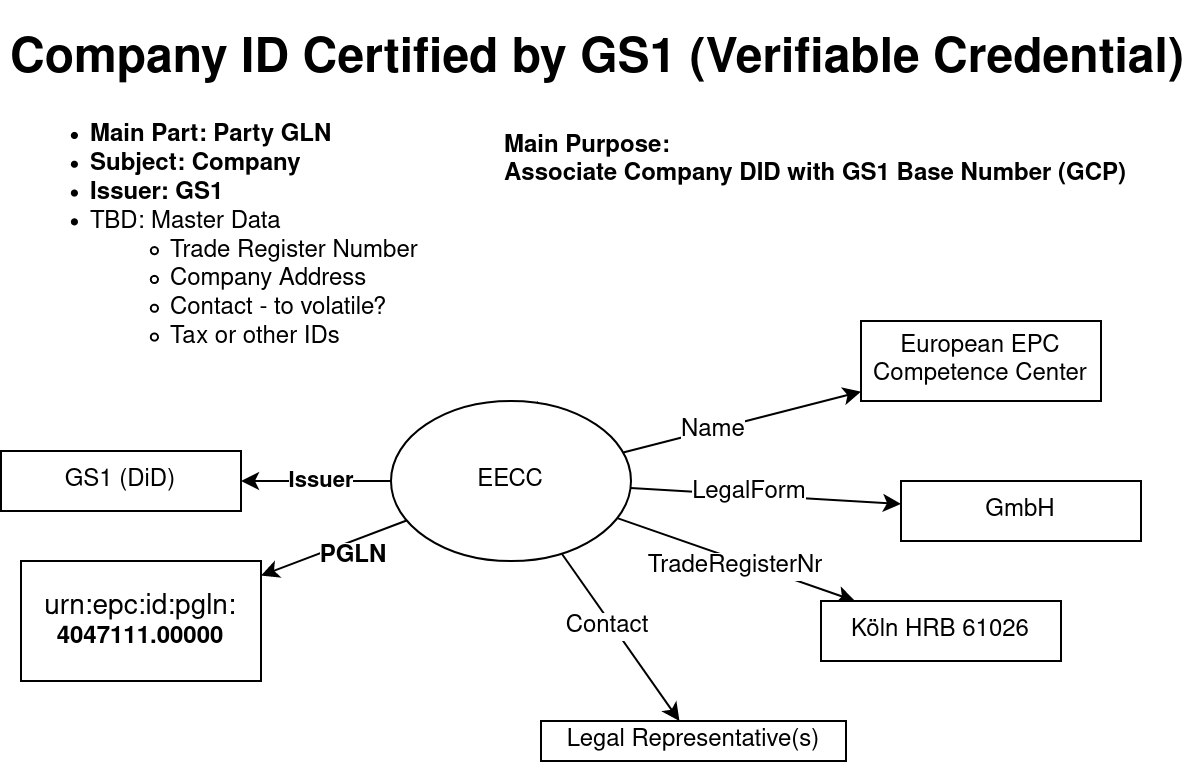 Company ID Certified by GS1 (Verifiable Credential)
Main Part: Party GLN
Subject: Company
Issuer: GS1
TBD: Master Data
Trade Register Number
Company Address
Contact - to volatile?
Tax or other IDs
Main Purpose:
Associate Company DID with GS1 Base Number (GCP)
European EPC
Competence Center
Name
GS1 (DiD)
Issuer
EECC
LegalForm
GmbH
PGLN
urn:epc:id:pgln:
4047111.00000
TradeRegisterNr
Köln HRB 61026
Contact
Legal Representative(s)